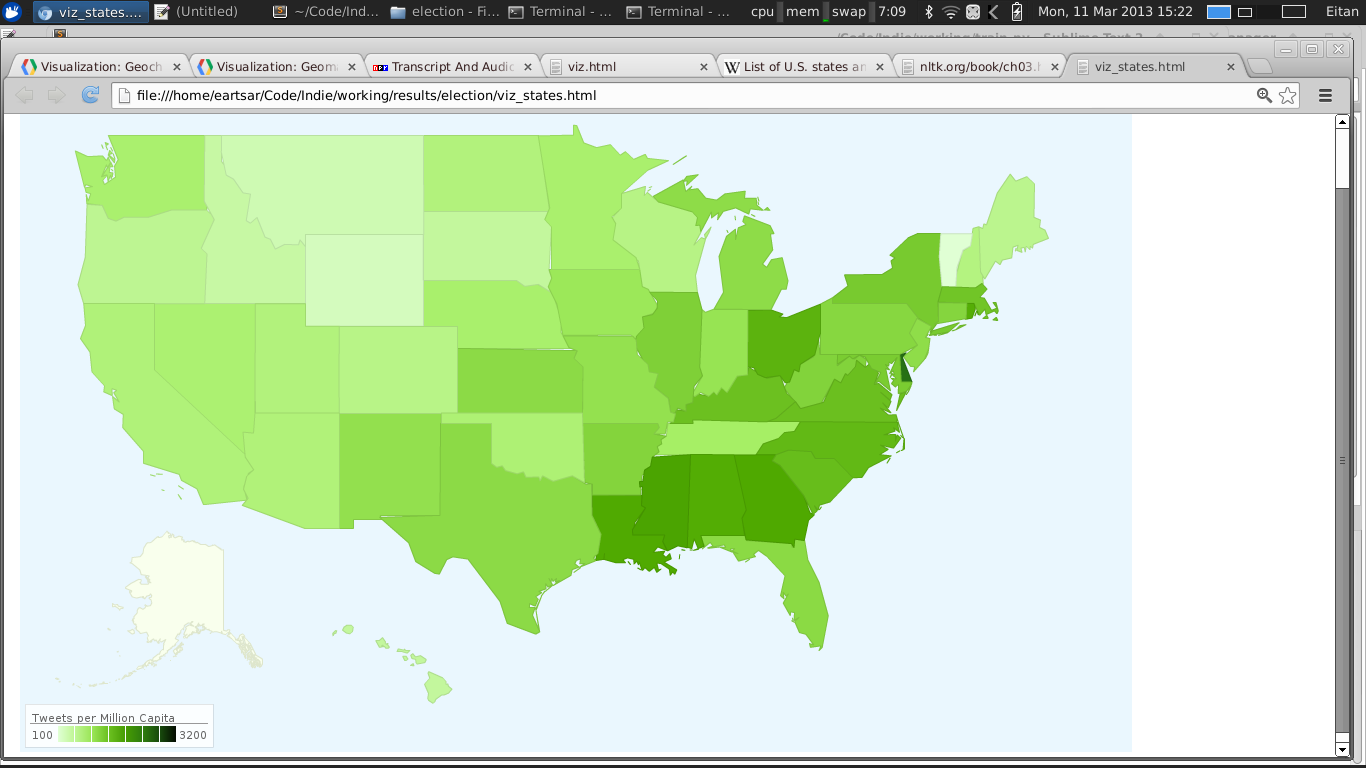 viz_states....
(Untitled)
~/Code/Ind...
election - Fi...
Terminal - ...
Terminal - ...
cpu mem swap 7:09
Mon, 11 Mar 2013 15:22
Eitan
Visualization: Geoch
Visualization: Geom
Transcript And Audio
viz.html
List of U.S. states an
nltk.org/book/ch03.h
viz_states.html
file:///home/eartsar/Code/Indie/working/results/election/viz_states.html
Tweets per Million Capita
100 3200